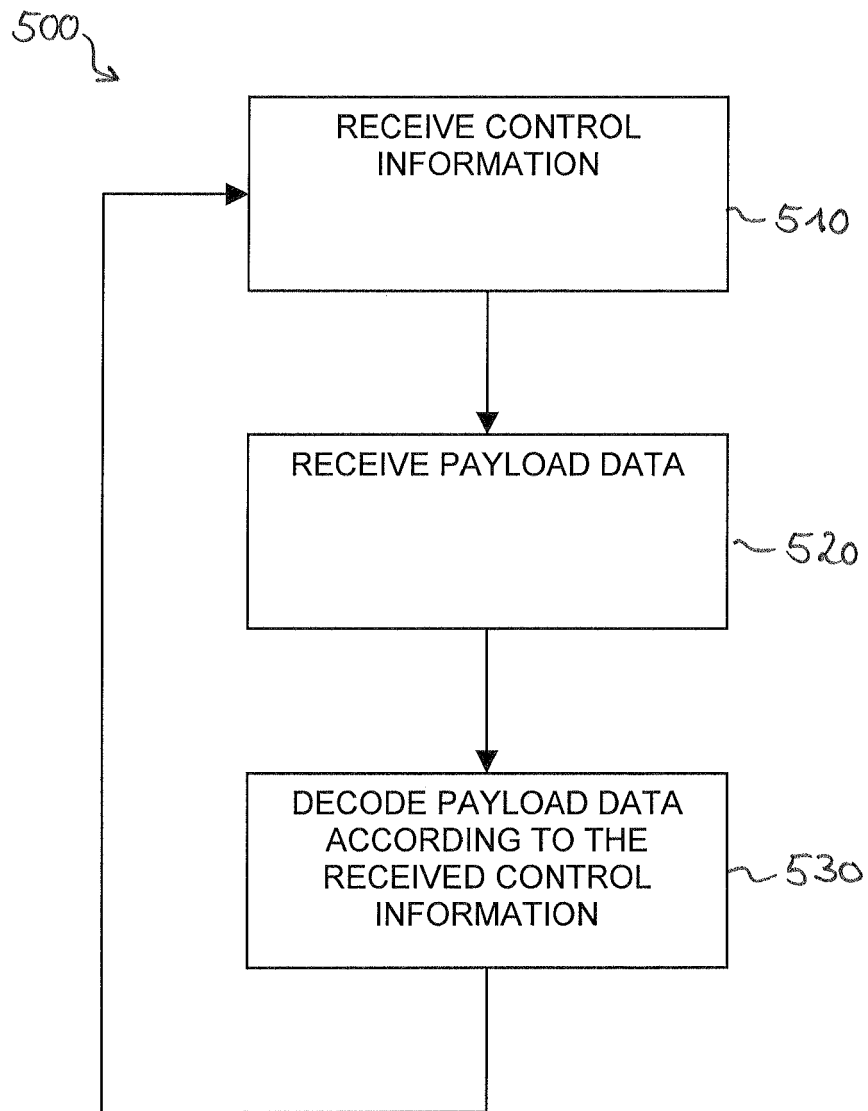 500
RECEIVE CONTROL
INFORMATION
510
RECEIVE PAYLOAD DATA
520
DECODE PAYLOAD DATA
ACCORDING TO THE
RECEIVED CONTROL
INFORMATION
530